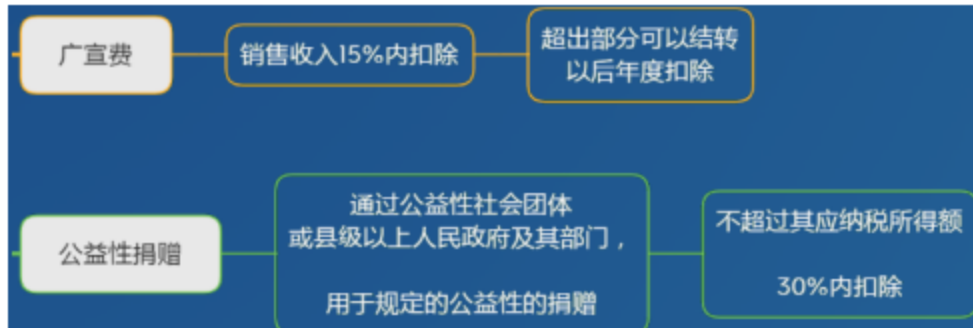 广宣费
销售收入15%内扣除
超出部分可以结转
以后年度扣除
公益性捐赠
通过公益性社会团体
或县级以上人民政府及其部门，
用于规定的公益性的捐赠
不超过其应纳税所得额
30%内扣除